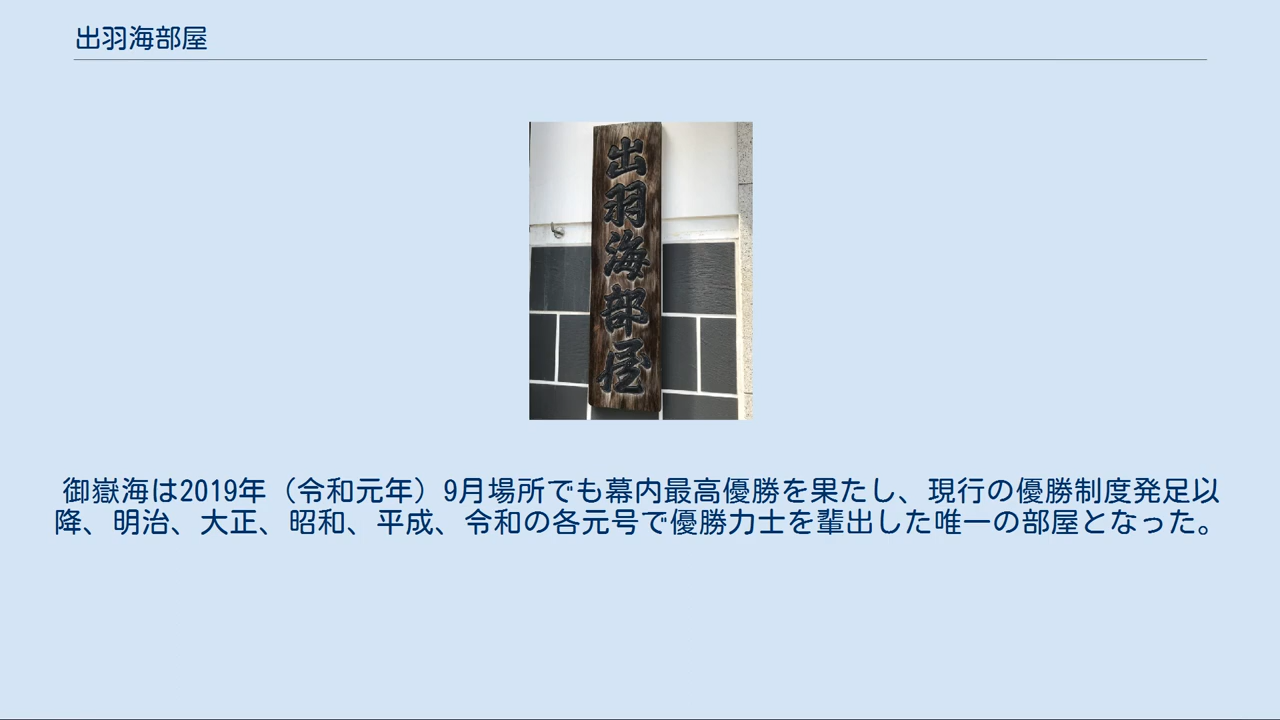 出羽海部屋
出羽海部屋
御嶽海は2019年（令和元年）9月場所でも幕内最高優勝を果たし、現行の優勝制度発足以
降、明治、大正、昭和、平成、令和の各元号で優勝力士を輩出した唯一の部屋となった。